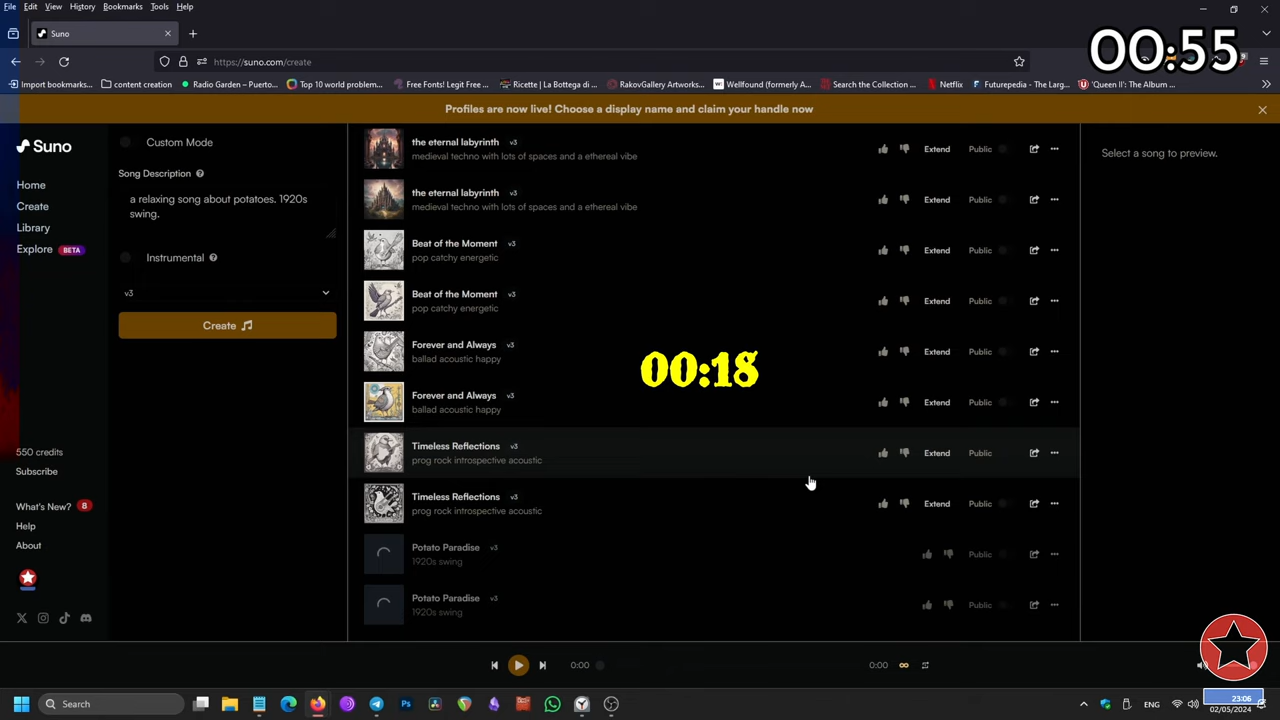 File Edit View History Bookmarks Tools Help
Suno
00:55
https://suno.com/create
Import bookmarks... content creation Radio Garden – Puerto... Top 10 world problem... Free Fonts! Legit Free... Ricette | La Bottega di ... RakovGallery Artworks... Wellfound (formerly A... Search the Collection ... Netflix Futurepedia - The Larg... 'Queen II': The Album ...
Profiles are now live! Choose a display name and claim your handle now
Suno
Home
Create
Library
Explore BETA
550 credits
Subscribe
What's New? 8
Help
About
Custom Mode
Song Description
a relaxing song about potatoes. 1920s
swing.
Instrumental
v3
Create
the eternal labyrinth v3
medieval techno with lots of spaces and a ethereal vibe
Extend Public
the eternal labyrinth v3
medieval techno with lots of spaces and a ethereal vibe
Extend Public
Beat of the Moment v3
pop catchy energetic
Extend Public
Beat of the Moment v3
pop catchy energetic
Extend Public
Forever and Always v3
ballad acoustic happy
Extend Public
Forever and Always v3
ballad acoustic happy
Extend Public
Timeless Reflections v3
prog rock introspective acoustic
Extend Public
Timeless Reflections v3
prog rock introspective acoustic
Extend Public
Potato Paradise v3
1920s swing
Public
Potato Paradise v3
1920s swing
Public
00:18
Select a song to preview.
0:00
0:00
Search
ENG
23:06
02/05/2024